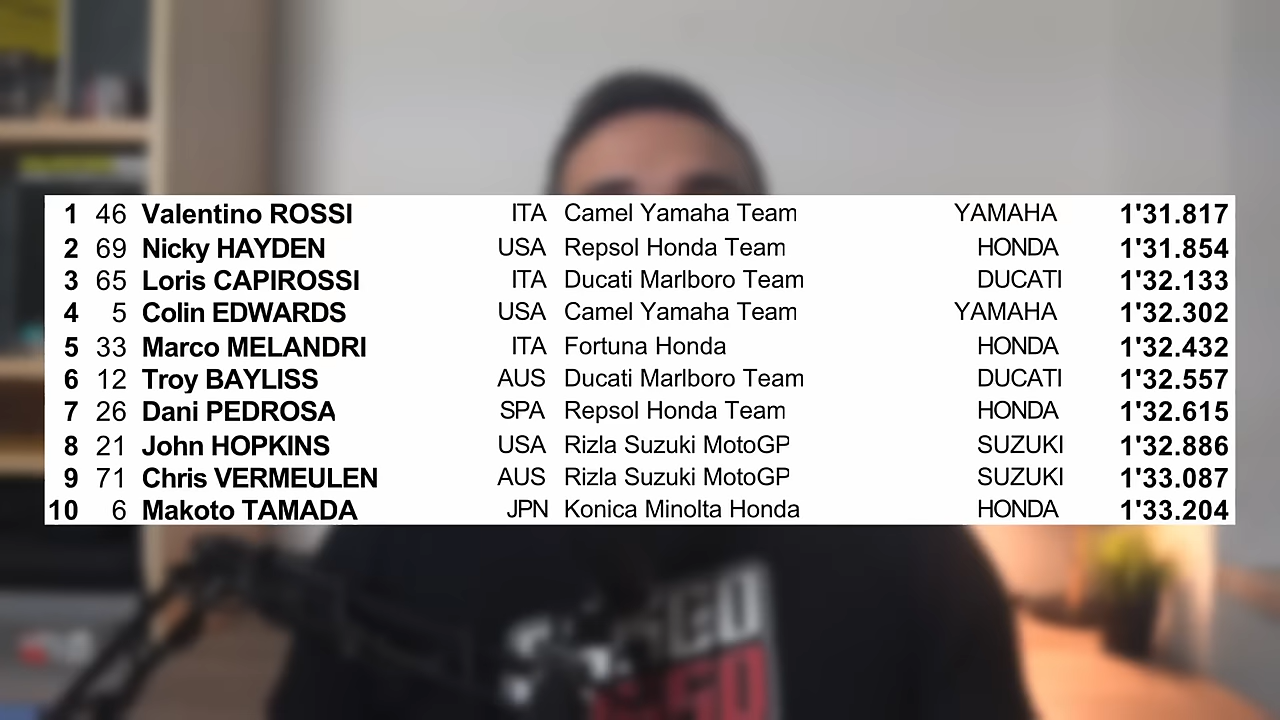 1 46 Valentino ROSSI ITA Camel Yamaha Team YAMAHA 1'31.817
2 69 Nicky HAYDEN USA Repsol Honda Team HONDA 1'31.854
3 65 Loris CAPIROSSI ITA Ducati Marlboro Team DUCATI 1'32.133
4 5 Colin EDWARDS USA Camel Yamaha Team YAMAHA 1'32.302
5 33 Marco MELANDRI ITA Fortuna Honda HONDA 1'32.432
6 12 Troy BAYLISS AUS Ducati Marlboro Team DUCATI 1'32.557
7 26 Dani PEDROSA SPA Repsol Honda Team HONDA 1'32.615
8 21 John HOPKINS USA Rizla Suzuki MotoGP SUZUKI 1'32.886
9 71 Chris VERMEULEN AUS Rizla Suzuki MotoGP SUZUKI 1'33.087
10 6 Makoto TAMADA JPN Konica Minolta Honda HONDA 1'33.204